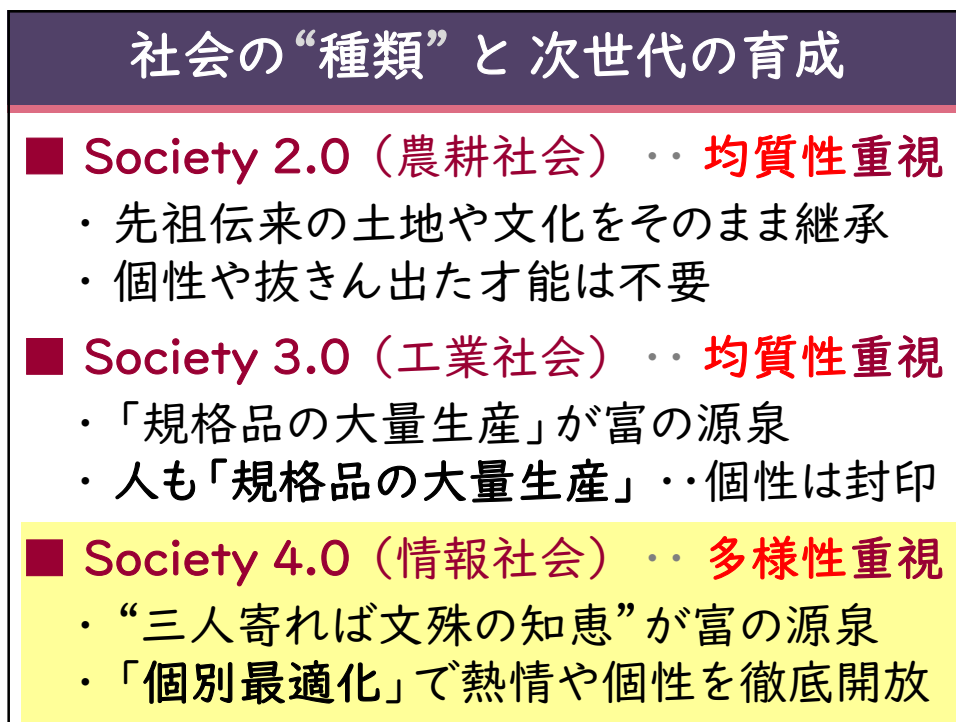 社会の“種類” と 次世代の育成
■ Society 2.0（農耕社会） ‥ 均質性重視
・ 先祖伝来の土地や文化をそのまま継承
・ 個性や抜きん出た才能は不要
■ Society 3.0（工業社会） ‥ 均質性重視
・「規格品の大量生産」が富の源泉
・ 人も「規格品の大量生産」 ‥個性は封印
■ Society 4.0（情報社会） ‥ 多様性重視
・ “三人寄れば文殊の知恵”が富の源泉
・「個別最適化」で熱情や個性を徹底開放